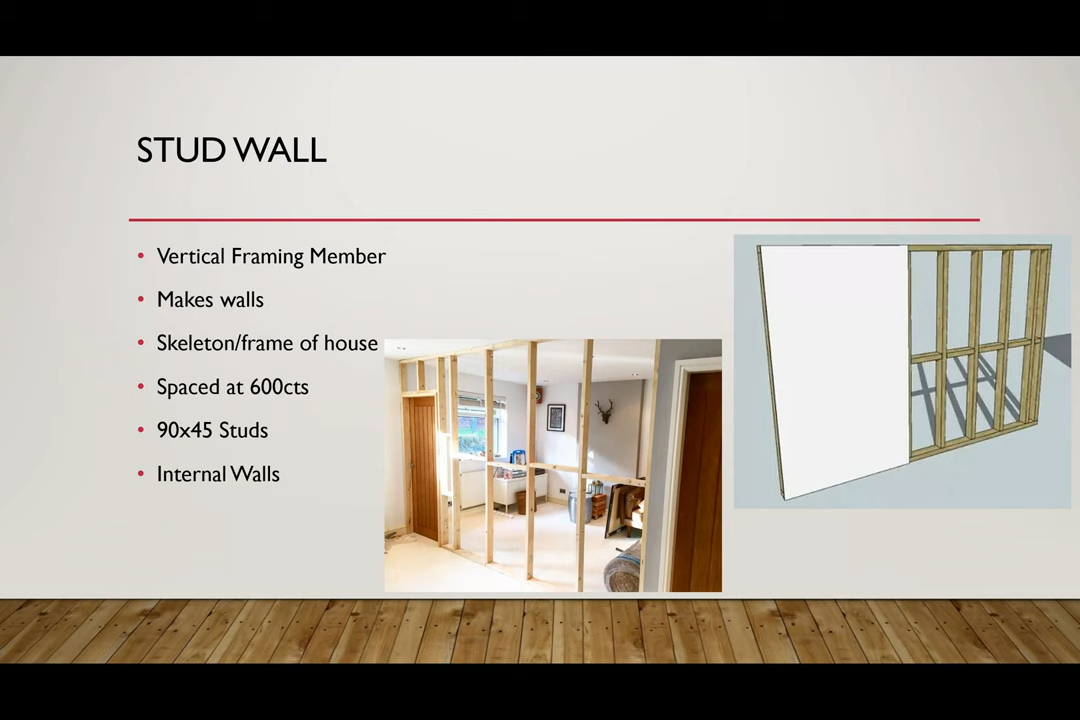 STUD WALL
• Vertical Framing Member
• Makes walls
• Skeleton/frame of house
• Spaced at 600cts
• 90x45 Studs
• Internal Walls